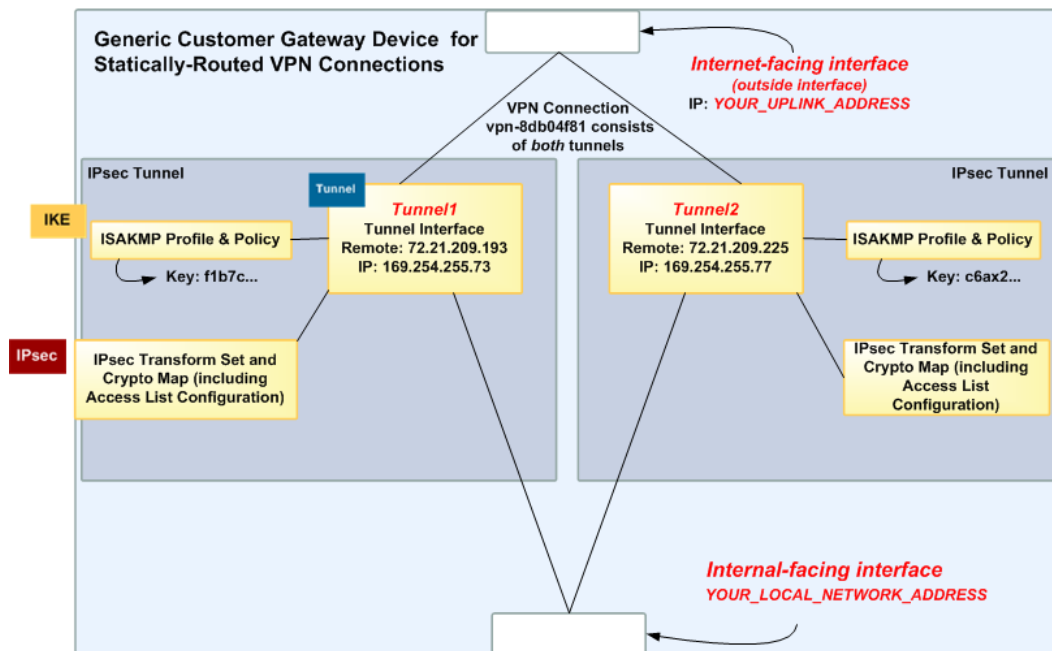 Generic Customer Gateway Device for
Statically-Routed VPN Connections
Internet-facing interface
(outside interface)
IP: YOUR_UPLINK_ADDRESS
VPN Connection
vpn-8db04f81 consists
of both tunnels
IPsec Tunnel
IPsec Tunnel
Tunnel
IKE
ISAKMP Profile & Policy
Key: f1b7c...
Tunnel1
Tunnel Interface
Remote: 72.21.209.193
IP: 169.254.255.73
Tunnel2
Tunnel Interface
Remote: 72.21.209.225
IP: 169.254.255.77
ISAKMP Profile & Policy
Key: c6ax2...
IPsec
IPsec Transform Set and
Crypto Map (including
Access List Configuration)
IPsec Transform Set and
Crypto Map (including
Access List
Configuration)
Internal-facing interface
YOUR_LOCAL_NETWORK_ADDRESS